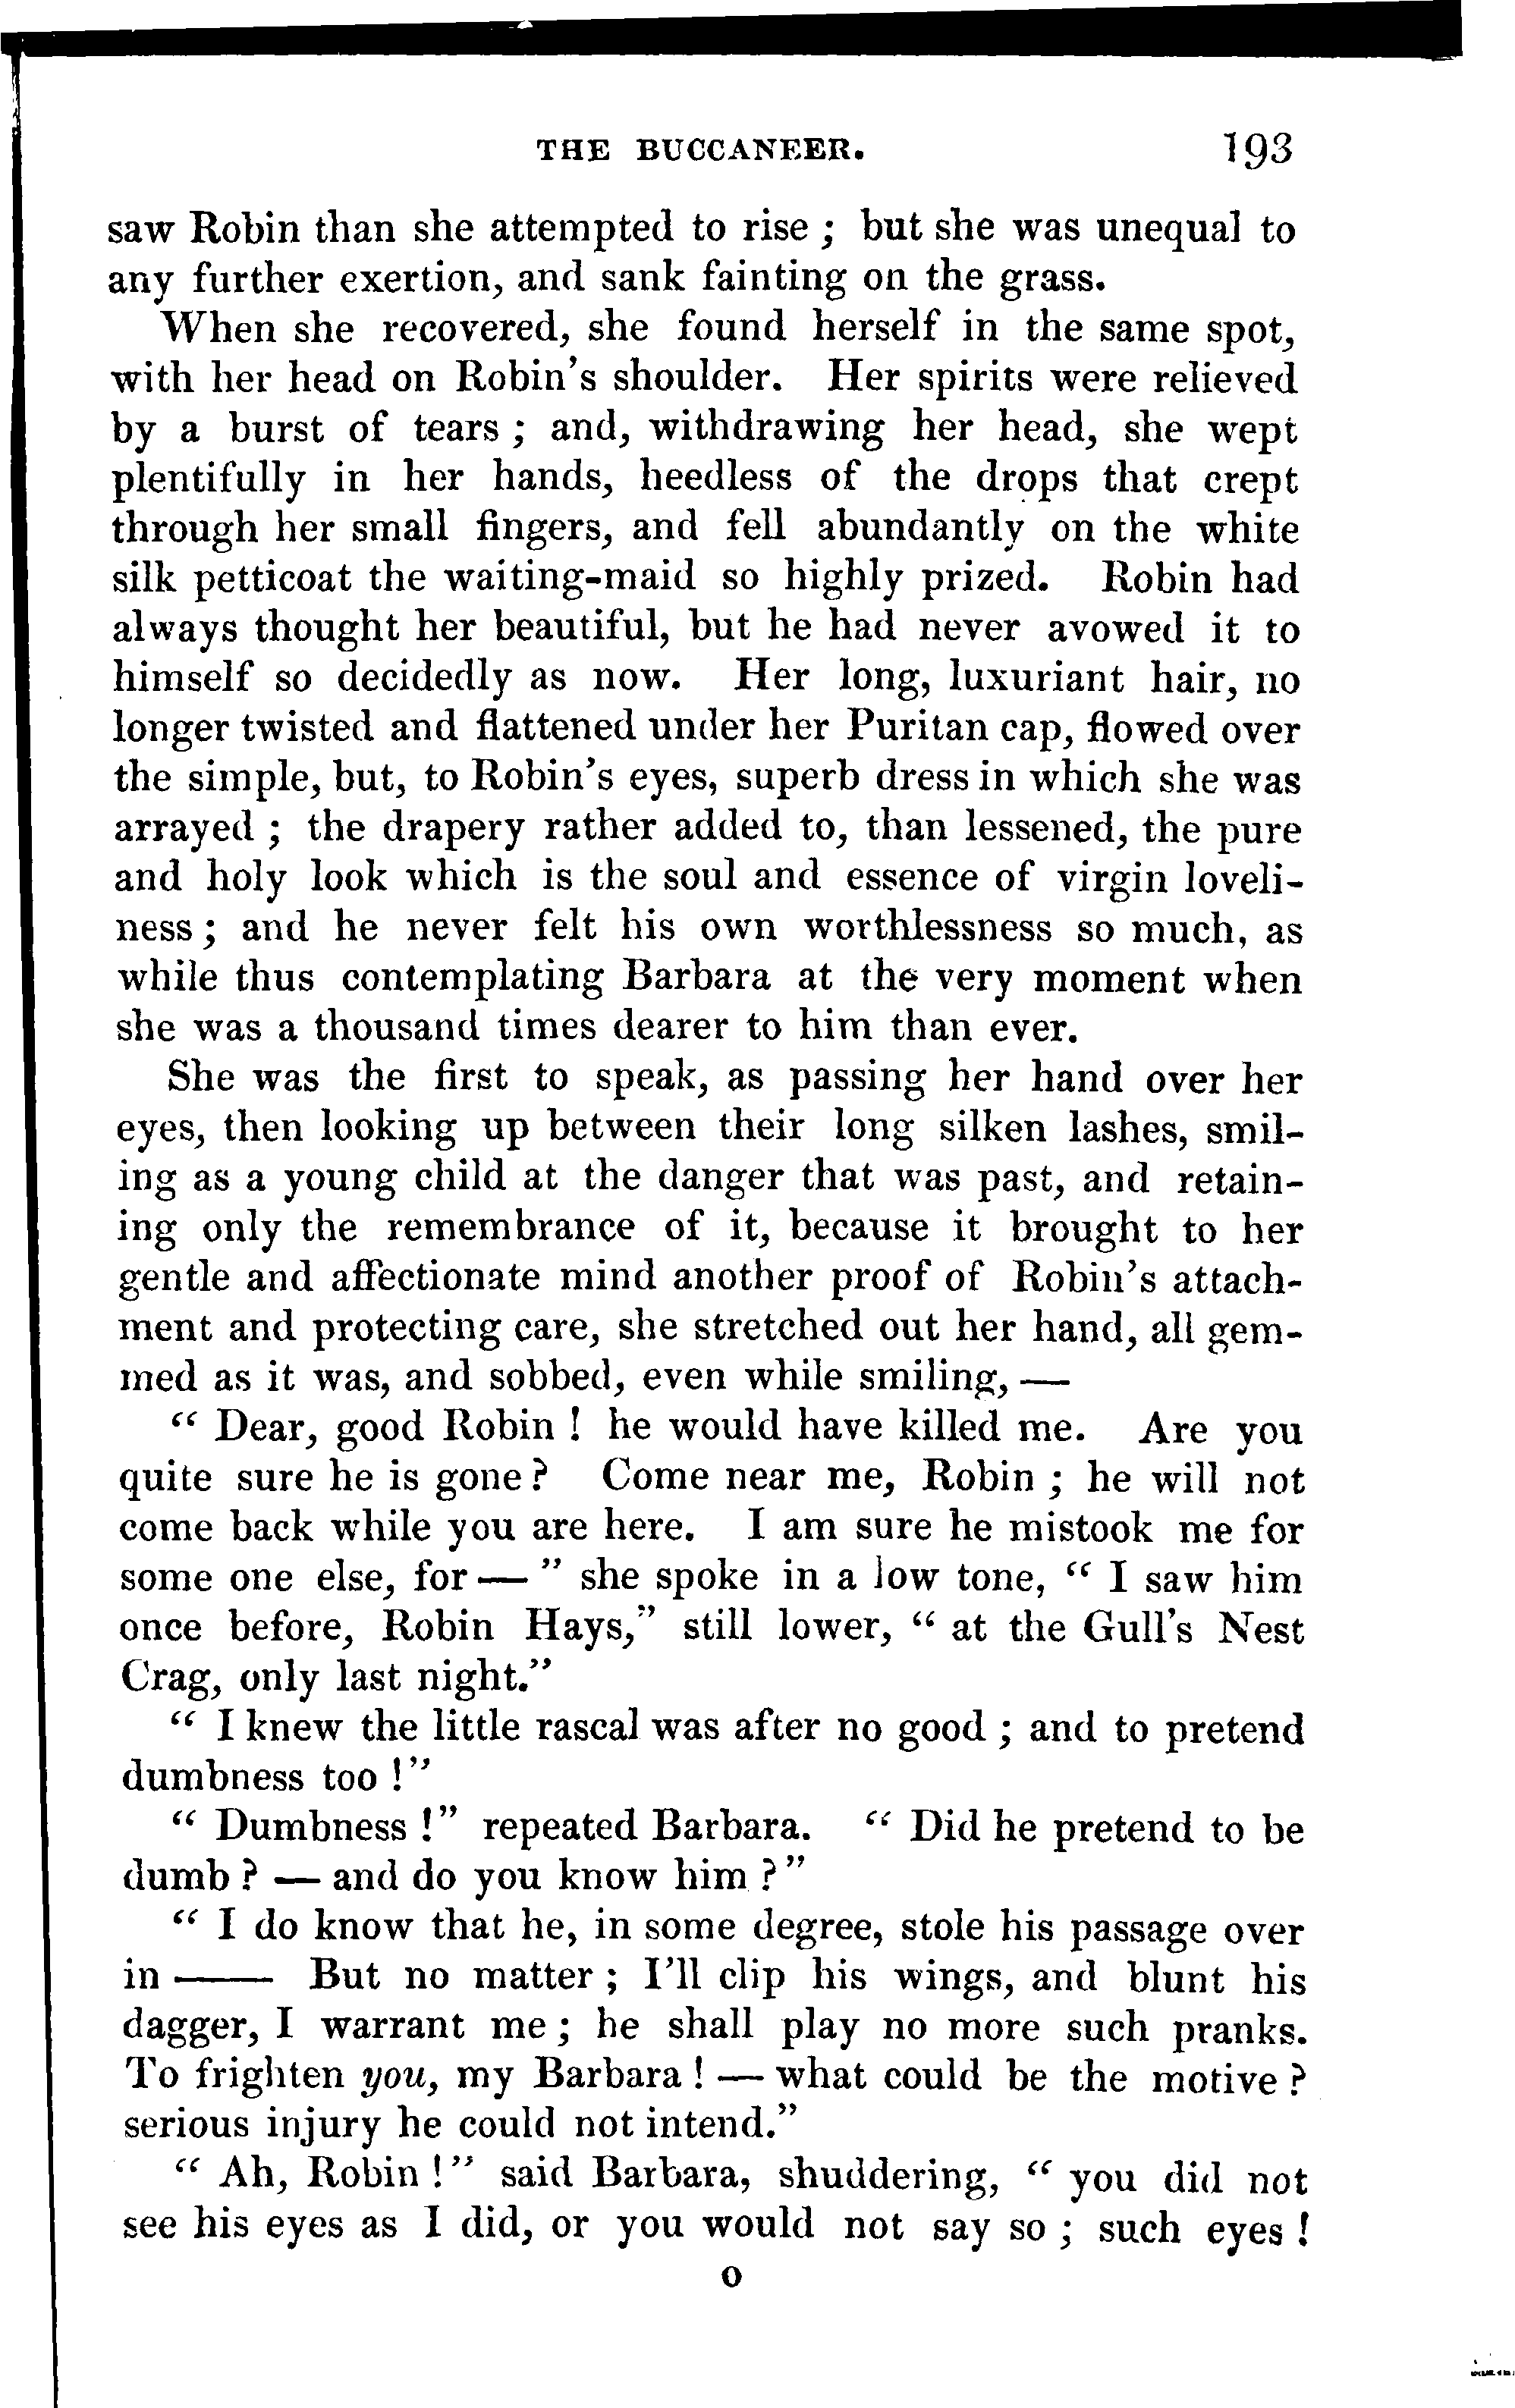 THE BUCCANEER. 193
saw Robin than she attempted to rise ; but she was unequal to
any further exertion, and sank fainting on the grass.
When she recovered, she found herself in the same spot,
with her head on Robin's shoulder. Her spirits were relieved
by a burst of tears ; and, withdrawing her head, she wept
plentifully in her hands, heedless of the drops that crept
through her small fingers, and fell abundantly on the white
silk petticoat the waiting-maid so highly prized. Robin had
always thought her beautiful, but he had never avowed it to
himself so decidedly as now. Her long, luxuriant hair, no
longer twisted and flattened under her Puritan cap, flowed over
the simple, but, to Robin's eyes, superb dress in which she was
arrayed ; the drapery rather added to, than lessened, the pure
and holy look which is the soul and essence of virgin loveli-
ness ; and he never felt his own worthlessness so much, as
while thus contemplating Barbara at the very moment when
she was a thousand times dearer to him than ever.
She was the first to speak, as passing her hand over her
eyes, then looking up between their long silken lashes, smil-
ing as a young child at the danger that was past, and retain-
ing only the remembrance of it, because it brought to her
gentle and affectionate mind another proof of Robin's attach-
ment and protecting care, she stretched out her hand, all gem-
med as it was, and sobbed, even while smiling, —
“ Dear, good Robin ! he would have killed me. Are you
quite sure he is gone ? Come near me, Robin ; he will not
come back while you are here. I am sure he mistook me for
some one else, for — ” she spoke in a low tone, “ I saw him
once before, Robin Hays,” still lower, “ at the Gull's Nest
Crag, only last night.”
“ I knew the little rascal was after no good ; and to pretend
dumbness too !”
“ Dumbness !” repeated Barbara. “ Did he pretend to be
dumb ? — and do you know him ? ”
“ I do know that he, in some degree, stole his passage over
in —— But no matter ; I'll clip his wings, and blunt his
dagger, I warrant me ; he shall play no more such pranks.
To frighten you, my Barbara ! — what could be the motive ?
serious injury he could not intend.”
“ Ah, Robin !” said Barbara, shuddering, “ you did not
see his eyes as I did, or you would not say so ; such eyes !
O